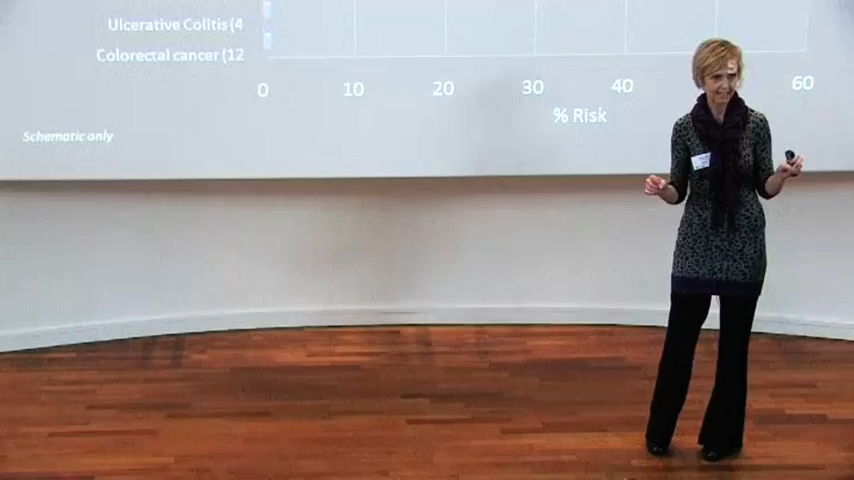 Ulcerative Colitis (4
Colorectal cancer (12
0 10 20 30 40 60
% Risk
Schematic only